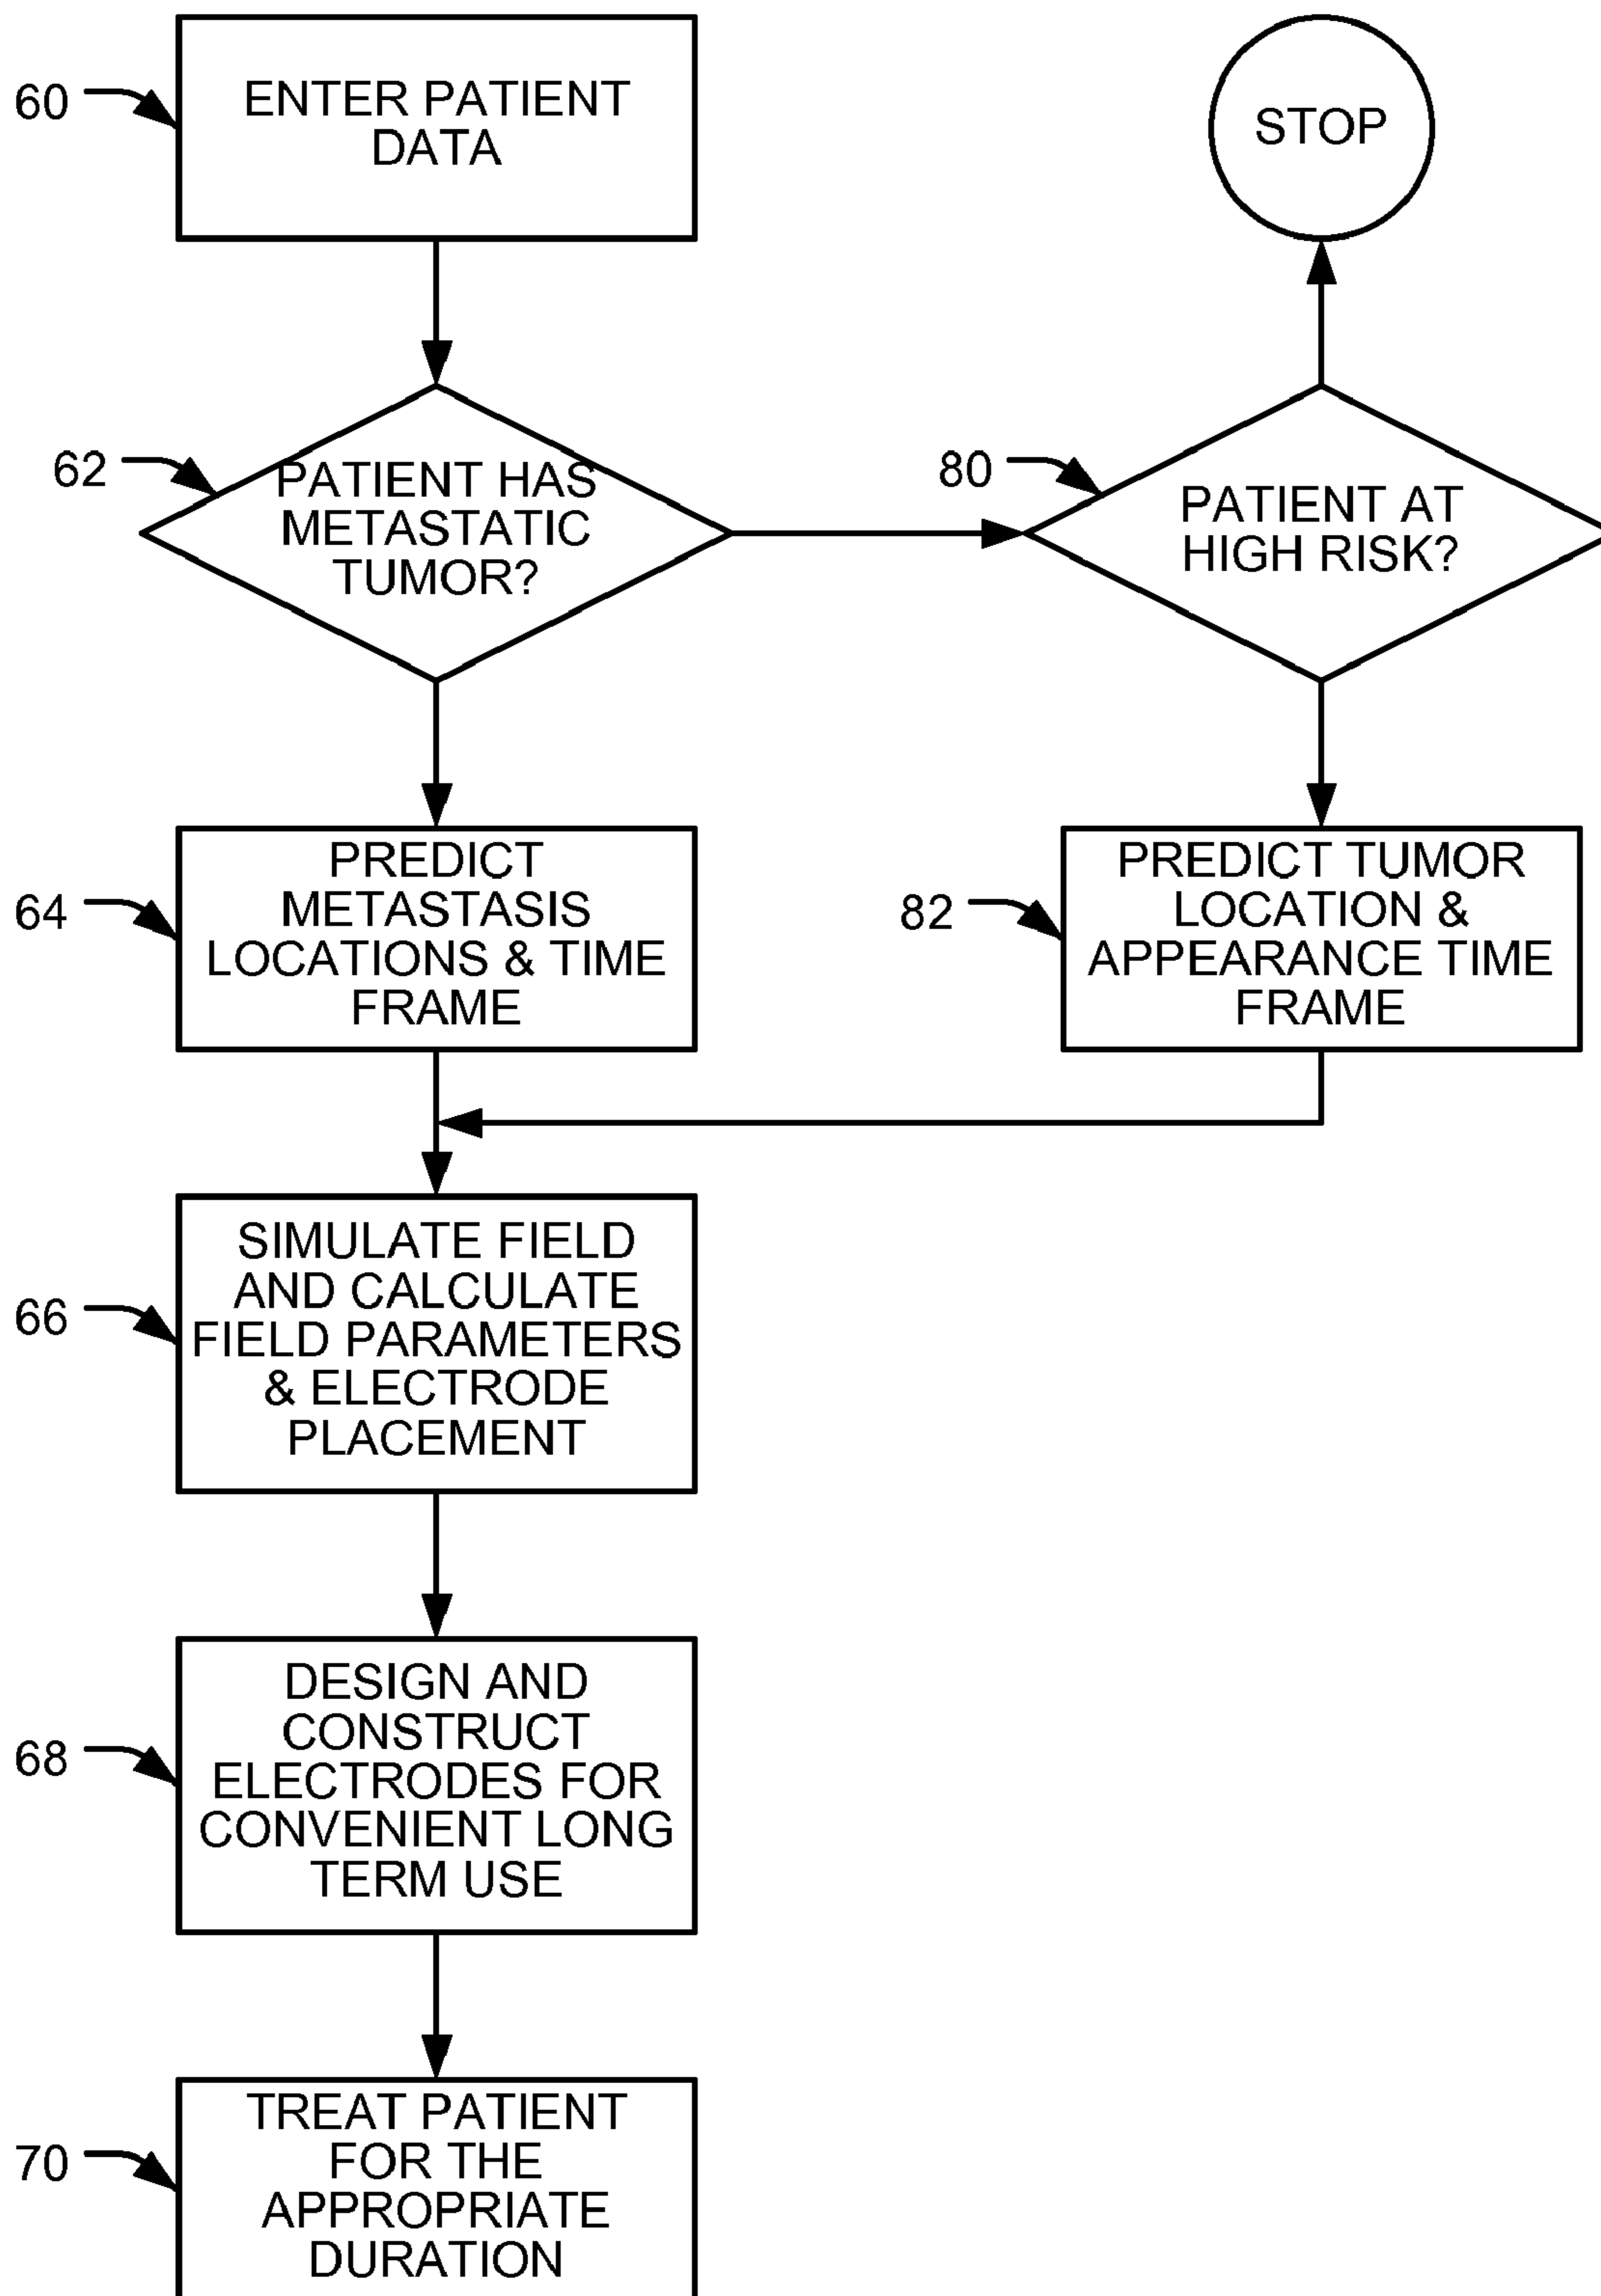 60
ENTER PATIENT
DATA
STOP
62
PATIENT HAS
METASTATIC
TUMOR?
80
PATIENT AT
HIGH RISK?
64
PREDICT
METASTASIS
LOCATIONS & TIME
FRAME
82
PREDICT TUMOR
LOCATION &
APPEARANCE TIME
FRAME
66
SIMULATE FIELD
AND CALCULATE
FIELD PARAMETERS
& ELECTRODE
PLACEMENT
68
DESIGN AND
CONSTRUCT
ELECTRODES FOR
CONVENIENT LONG
TERM USE
70
TREAT PATIENT
FOR THE
APPROPRIATE
DURATION